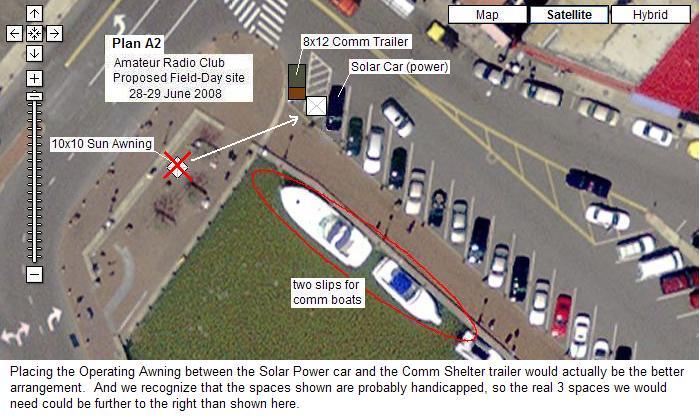 Map
Satellite
Hybrid
Plan A2
Amateur Radio Club
Proposed Field-Day site
28-29 June 2008
8x12 Comm Trailer
Solar Car (power)
10x10 Sun Awning
two slips for
comm boats
Placing the Operating Awning between the Solar Power car and the Comm Shelter trailer would actually be the better
arrangement. And we recognize that the spaces shown are probably handicapped, so the real 3 spaces we would
need could be further to the right than shown here.